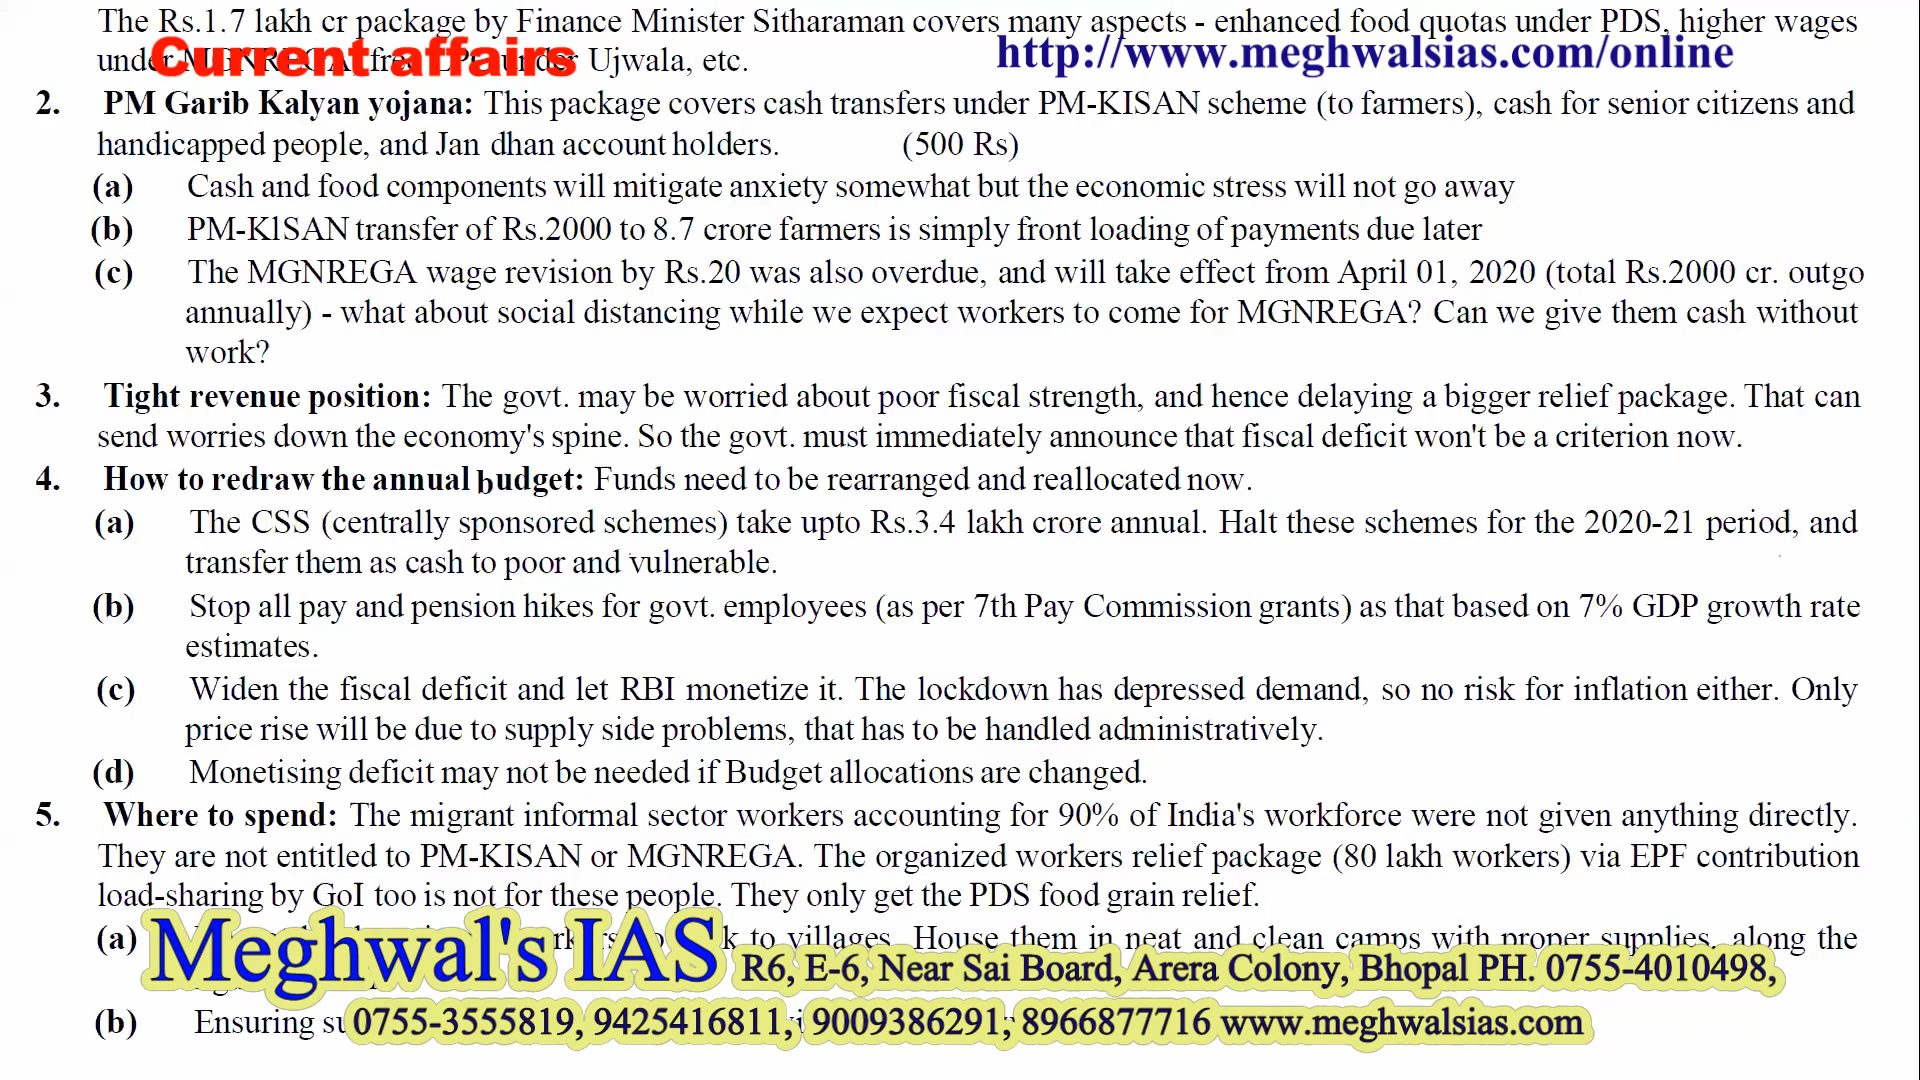 The Rs.1.7 lakh cr package by Finance Minister Sitharaman covers many aspects - enhanced food quotas under PDS, higher wages
under MGNREGA, free LPG under Ujwala, etc.
Current affairs
http://www.meghwalsias.com/online
2. PM Garib Kalyan yojana: This package covers cash transfers under PM-KISAN scheme (to farmers), cash for senior citizens and
handicapped people, and Jan dhan account holders. (500 Rs)
(a) Cash and food components will mitigate anxiety somewhat but the economic stress will not go away
(b) PM-KlSAN transfer of Rs.2000 to 8.7 crore farmers is simply front loading of payments due later
(c) The MGNREGA wage revision by Rs.20 was also overdue, and will take effect from April 01, 2020 (total Rs.2000 cr. outgo
annually) - what about social distancing while we expect workers to come for MGNREGA? Can we give them cash without
work?
3. Tight revenue position: The govt. may be worried about poor fiscal strength, and hence delaying a bigger relief package. That can
send worries down the economy's spine. So the govt. must immediately announce that fiscal deficit won't be a criterion now.
4. How to redraw the annual budget: Funds need to be rearranged and reallocated now.
(a) The CSS (centrally sponsored schemes) take upto Rs.3.4 lakh crore annual. Halt these schemes for the 2020-21 period, and
transfer them as cash to poor and vulnerable.
(b) Stop all pay and pension hikes for govt. employees (as per 7th Pay Commission grants) as that based on 7% GDP growth rate
estimates.
(c) Widen the fiscal deficit and let RBI monetize it. The lockdown has depressed demand, so no risk for inflation either. Only
price rise will be due to supply side problems, that has to be handled administratively.
(d) Monetising deficit may not be needed if Budget allocations are changed.
5. Where to spend: The migrant informal sector workers accounting for 90% of India's workforce were not given anything directly.
They are not entitled to PM-KISAN or MGNREGA. The organized workers relief package (80 lakh workers) via EPF contribution
load-sharing by GoI too is not for these people. They only get the PDS food grain relief.
(a) to villages. House them in neat and clean camps with proper supplies, along the
Meghwal's IAS R6, E-6, Near Sai Board, Arera Colony, Bhopal PH. 0755-4010498,
(b) Ensuring
0755-3555819, 9425416811, 9009386291, 8966877716 www.meghwalsias.com